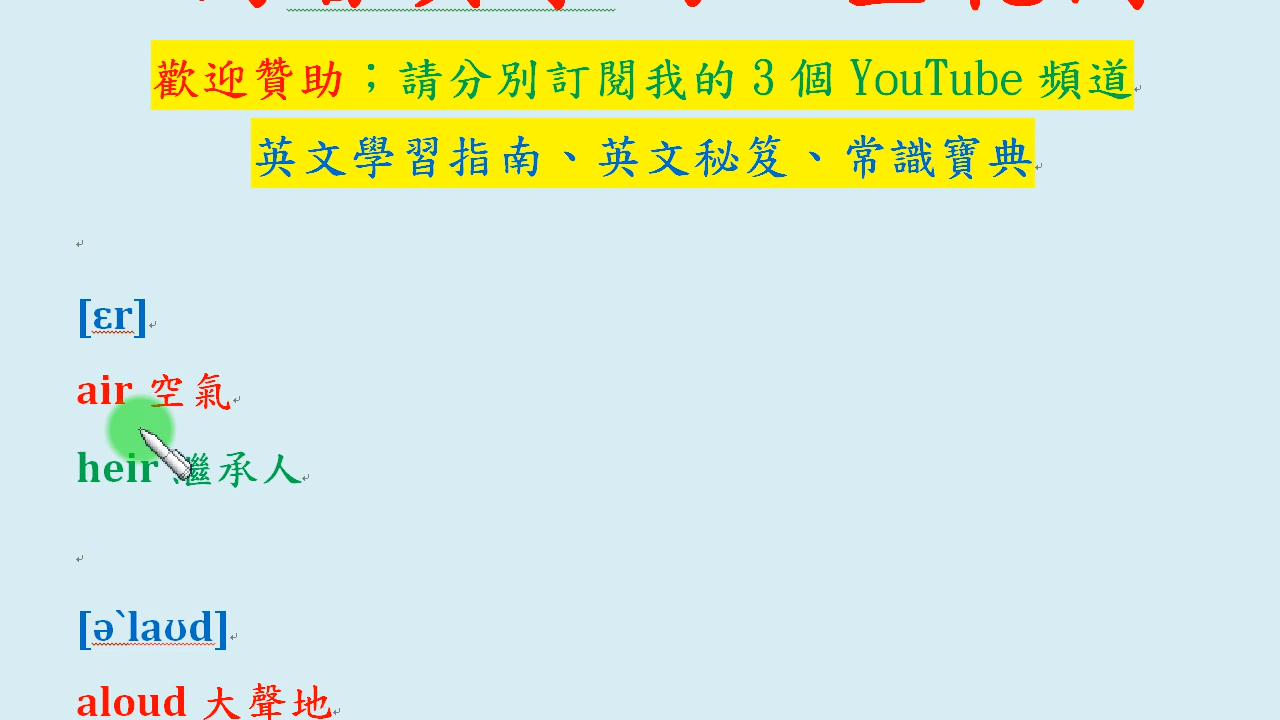 歡迎贊助；請分別訂閱我的 3 個 YouTube 頻道
英文學習指南、英文秘笈、常識寶典
[ɛr]
air 空氣
heir 繼承人
[ə`laʊd]
aloud 大聲地